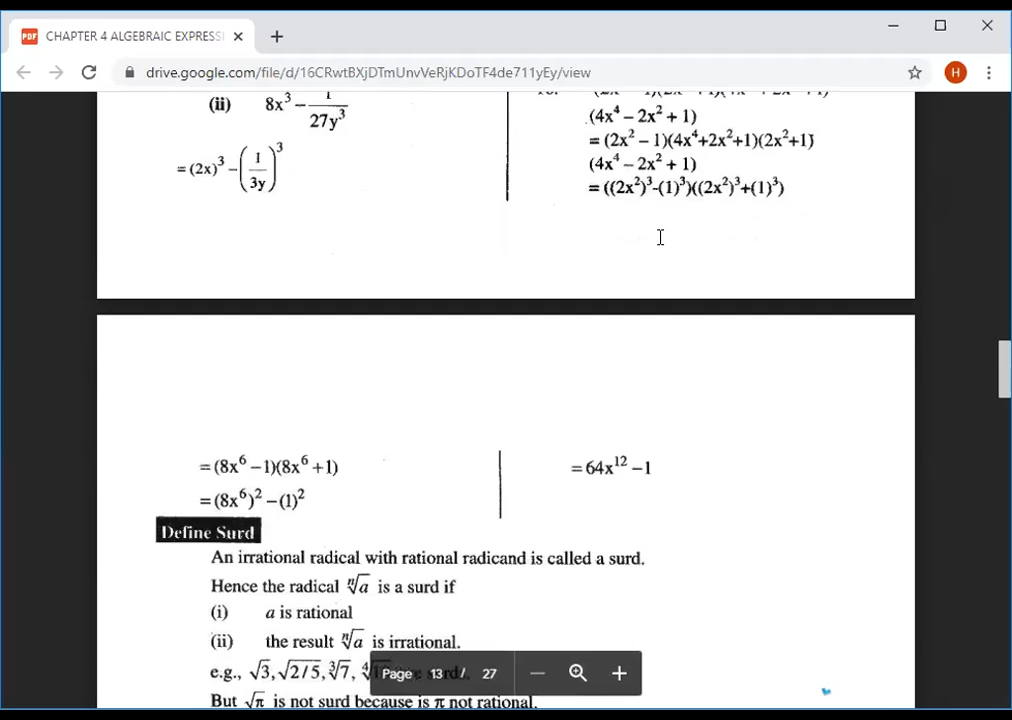 CHAPTER 4 ALGEBRAIC EXPRESS
drive.google.com/file/d/16CRwtBXjDTmUnvVeRjKDoTF4de711yEy/view
H
(ii) 8x³ − 1/27y³
= (2x)³ − (1/3y)³
(4x⁴ − 2x² + 1)
= (2x² − 1)(4x⁴+2x²+1)(2x²+1)
(4x⁴ − 2x² + 1)
= ((2x²)³-(1)³)((2x²)³+(1)³)
= (8x⁶ − 1)(8x⁶ + 1)
= (8x⁶)² − (1)²
= 64x¹² − 1
Define Surd
An irrational radical with rational radicand is called a surd.
Hence the radical ⁿ√a is a surd if
(i) a is rational
(ii) the result ⁿ√a is irrational.
e.g., √3, √2/5, ³√7,
Page 13 / 27
But √π is not surd because is π not rational.